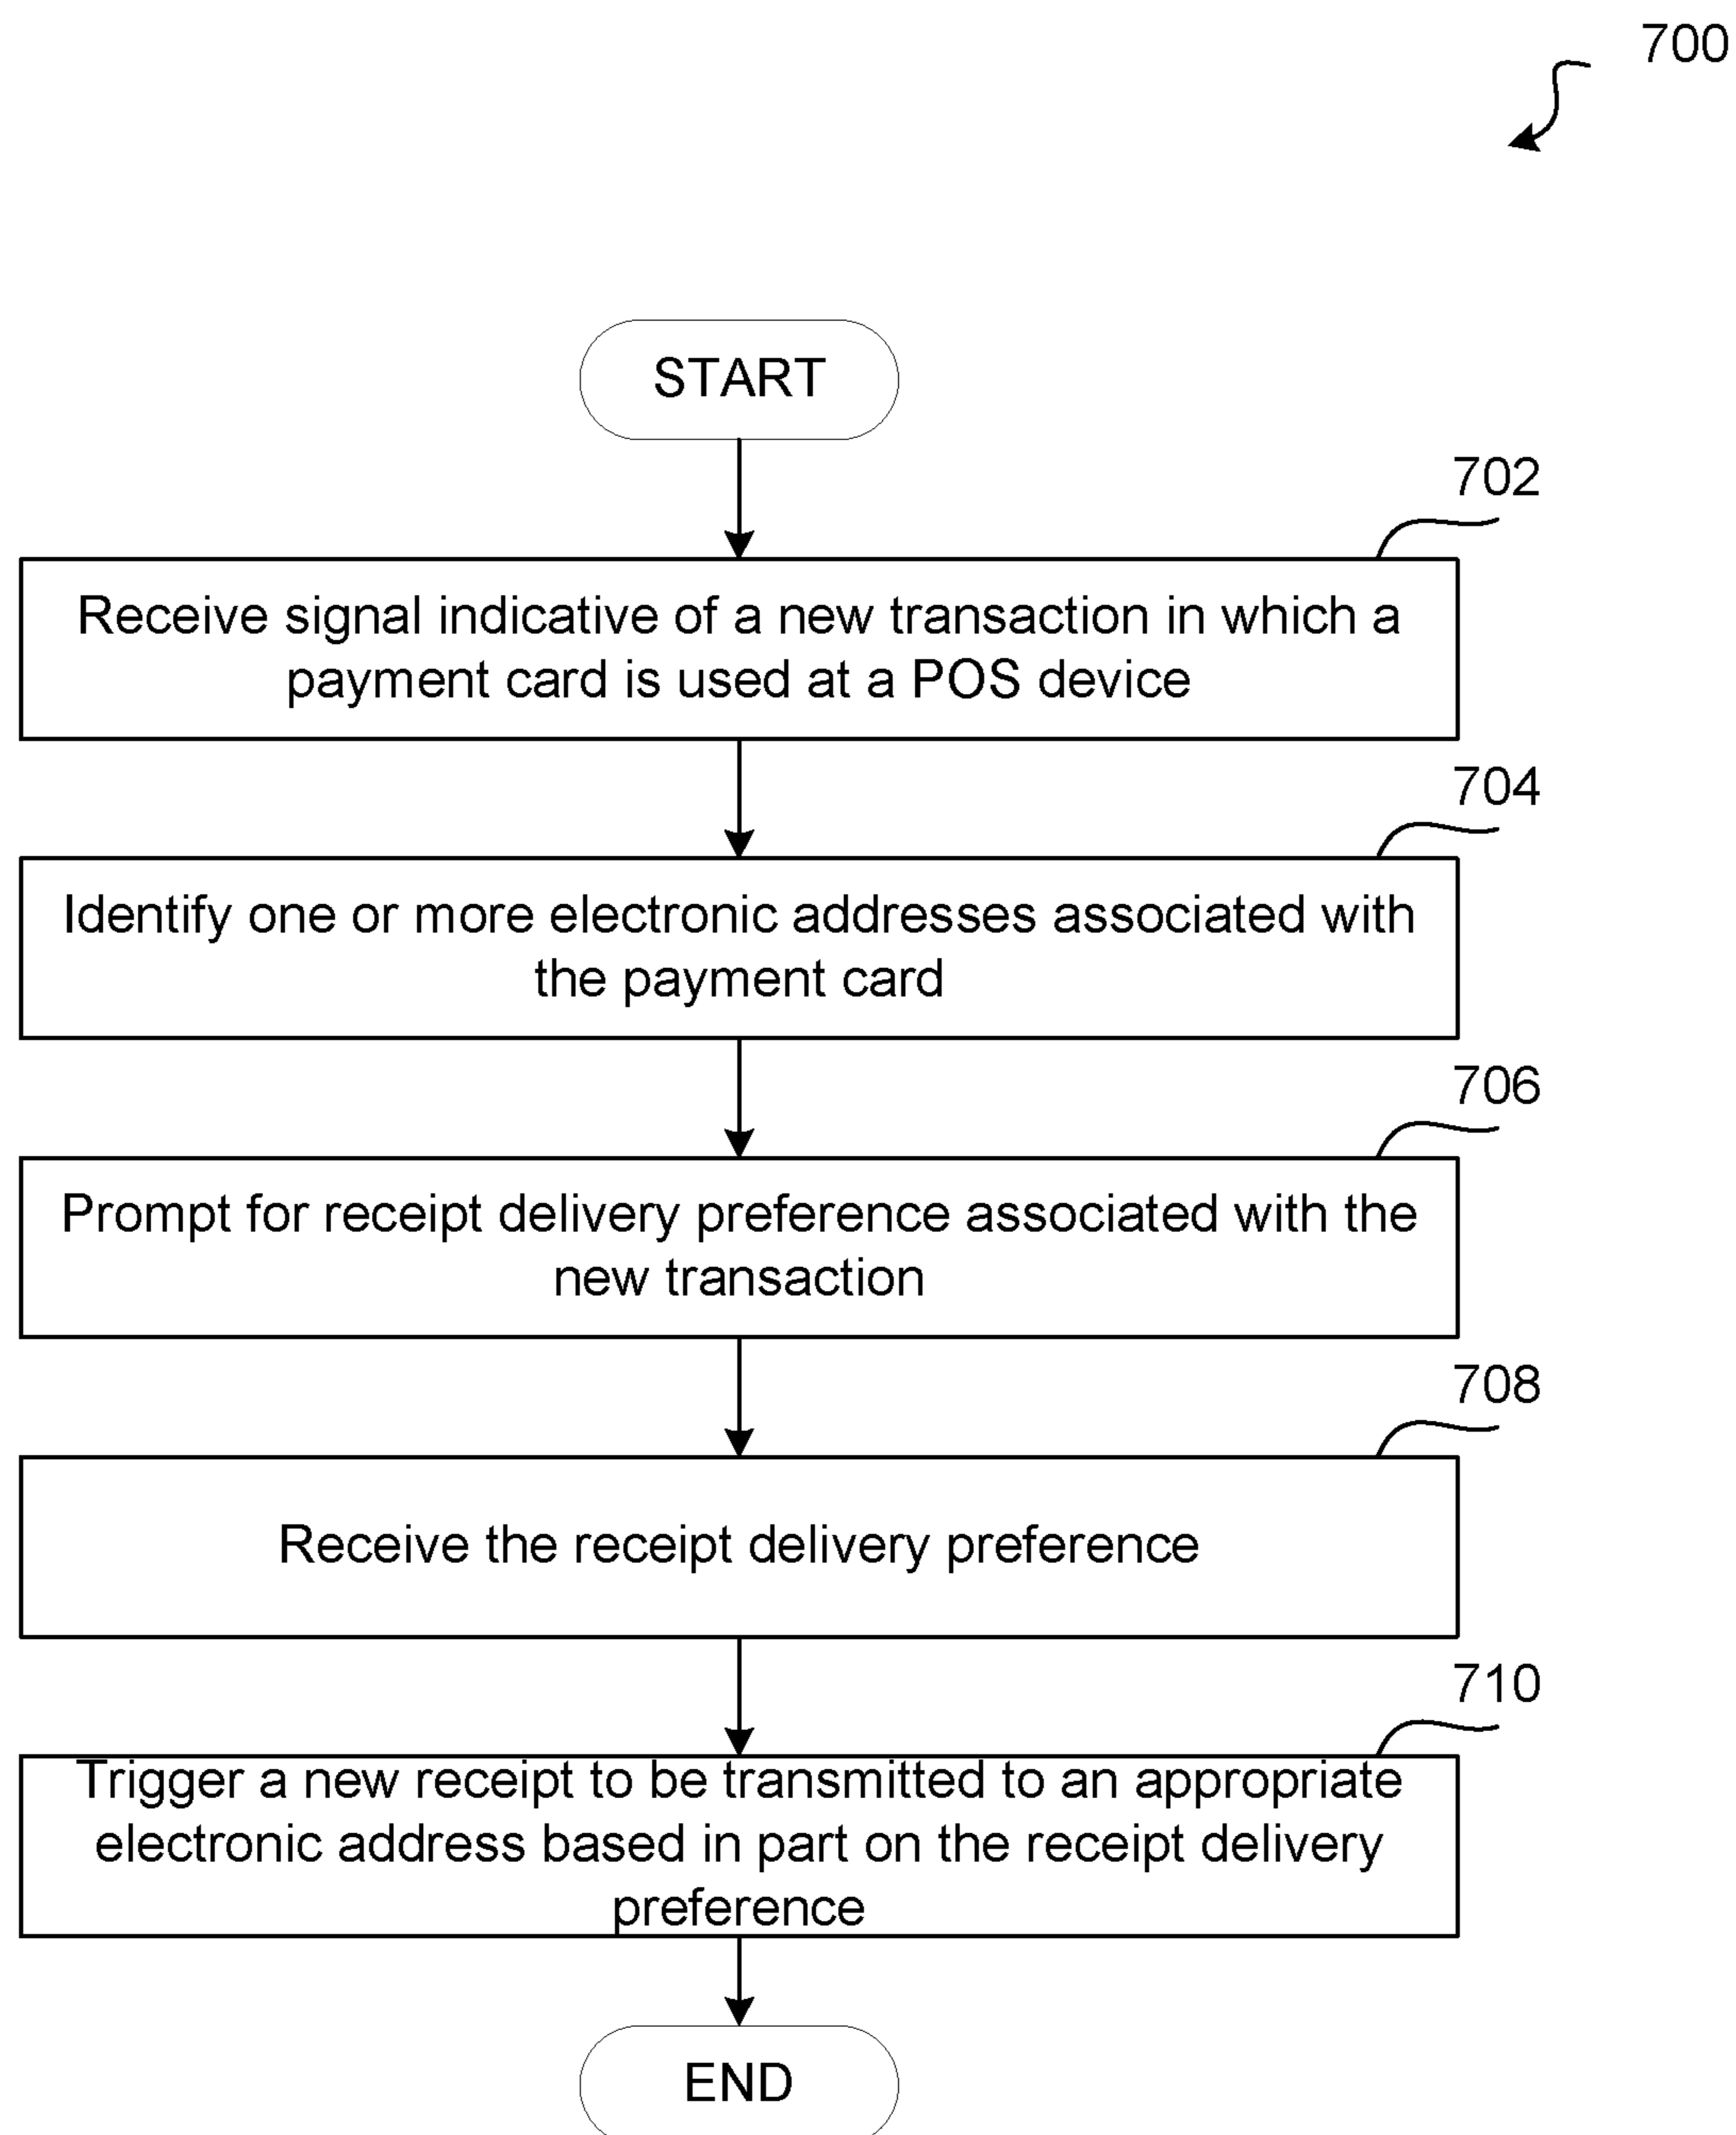 700
START
702
Receive signal indicative of a new transaction in which a
payment card is used at a POS device
704
Identify one or more electronic addresses associated with
the payment card
706
Prompt for receipt delivery preference associated with the
new transaction
708
Receive the receipt delivery preference
710
Trigger a new receipt to be transmitted to an appropriate
electronic address based in part on the receipt delivery
preference
END